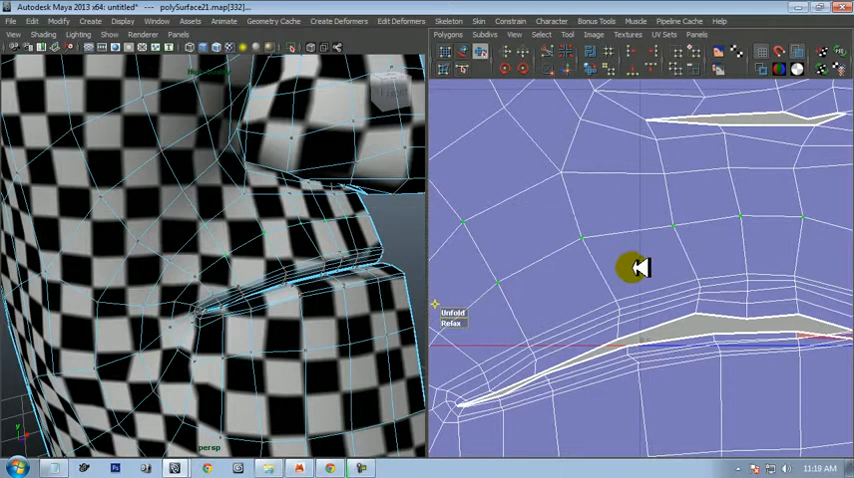 Autodesk Maya 2013 x64: untitled* --- polySurface21.map[332]...
File Edit Modify Create Display Window Assets Animate Geometry Cache Create Deformers Edit Deformers Skeleton Skin Constrain Character Bonus Tools Muscle Pipeline Cache Help
View Shading Lighting Show Renderer Panels
Polygons Subdivs View Select Tool Image Textures UV Sets Panels
Unfold
Relax
y
persp
11:19 AM